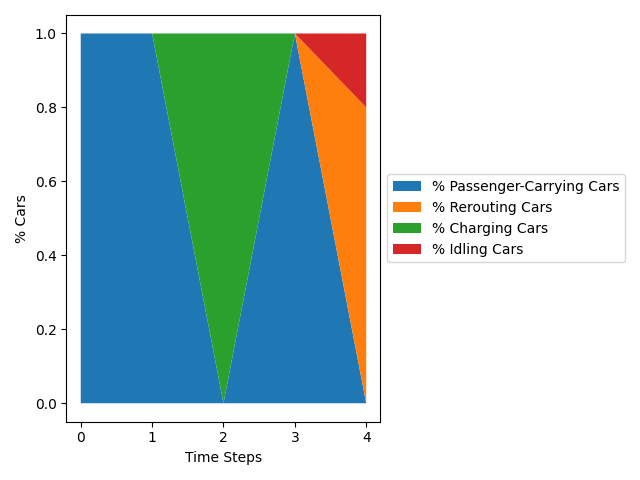 1.0
0.8
0.6
0.4
0.2
0.0
% Cars
0 1 2 3 4
Time Steps
% Passenger-Carrying Cars
% Rerouting Cars
% Charging Cars
% Idling Cars